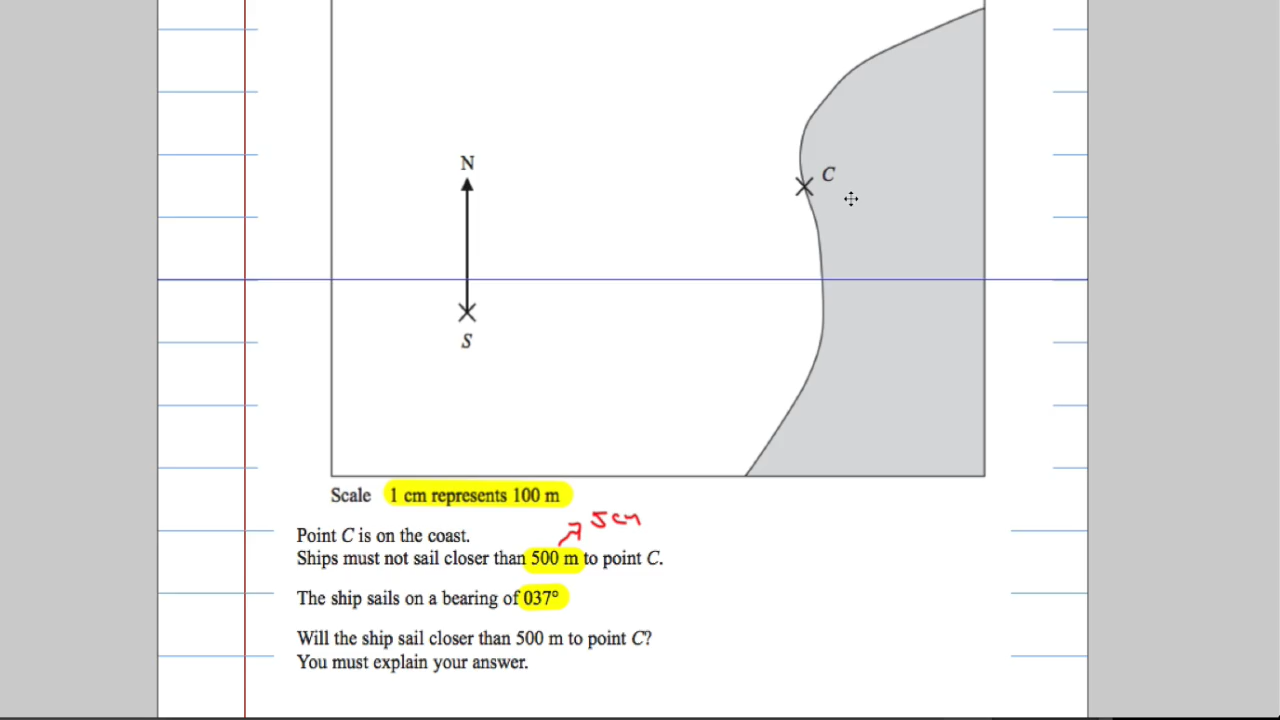 N
C
S
Scale 1 cm represents 100 m
5cm
Point C is on the coast.
Ships must not sail closer than 500 m to point C.
The ship sails on a bearing of 037°
Will the ship sail closer than 500 m to point C?
You must explain your answer.